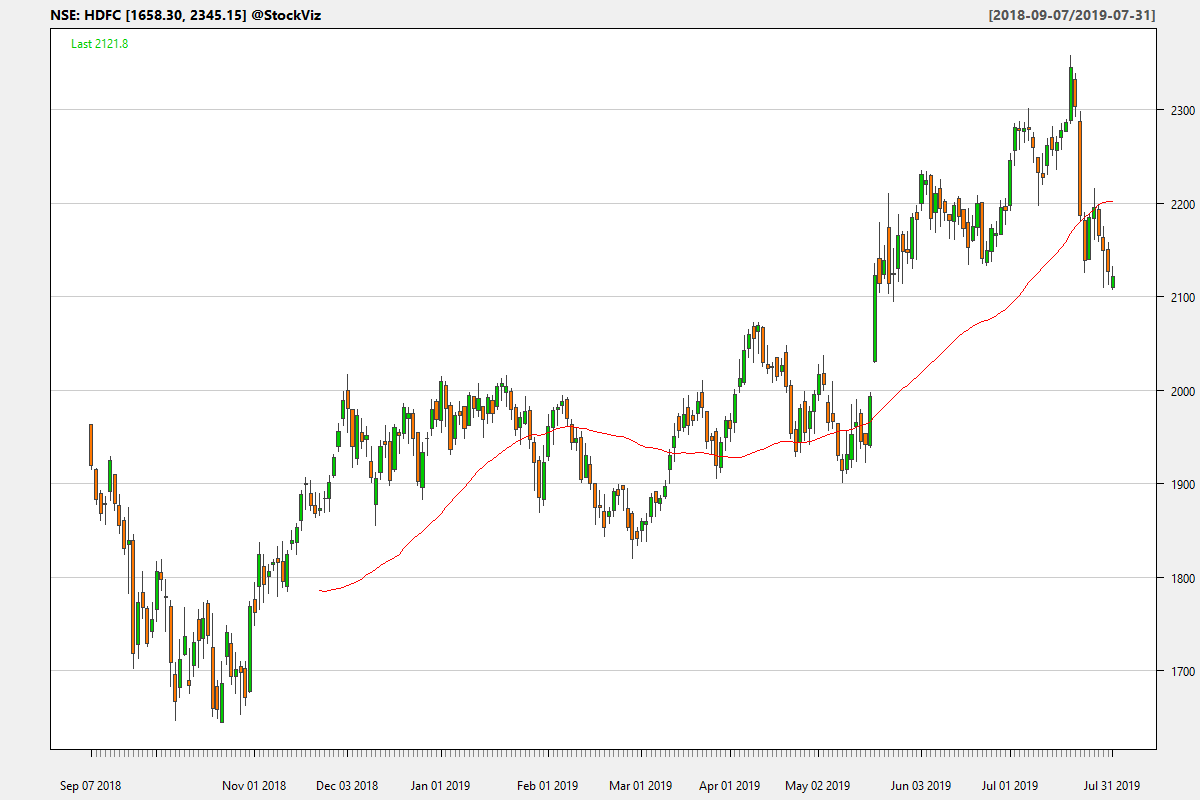 NSE: HDFC [1658.30, 2345.15] @StockViz
[2018-09-07/2019-07-31]
Last 2121.8
2300
2200
2100
2000
1900
1800
1700
Sep 07 2018 Nov 01 2018 Dec 03 2018 Jan 01 2019 Feb 01 2019 Mar 01 2019 Apr 01 2019 May 02 2019 Jun 03 2019 Jul 01 2019 Jul 31 2019